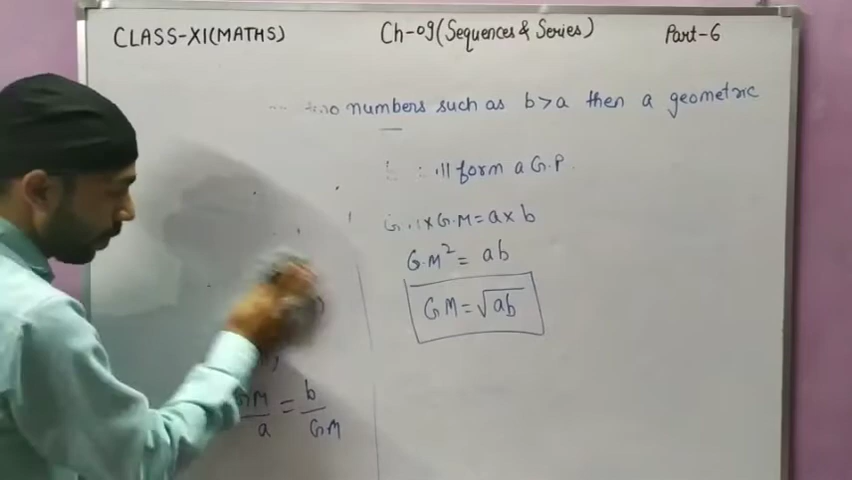 CLASS-XI(MATHS) Ch-09(Sequences & Series) Part-6
numbers such as b>a then a geometric
form a G.P.
×G.M=a×b
G.M²= ab
GM=√ab
GM/a = b/GM